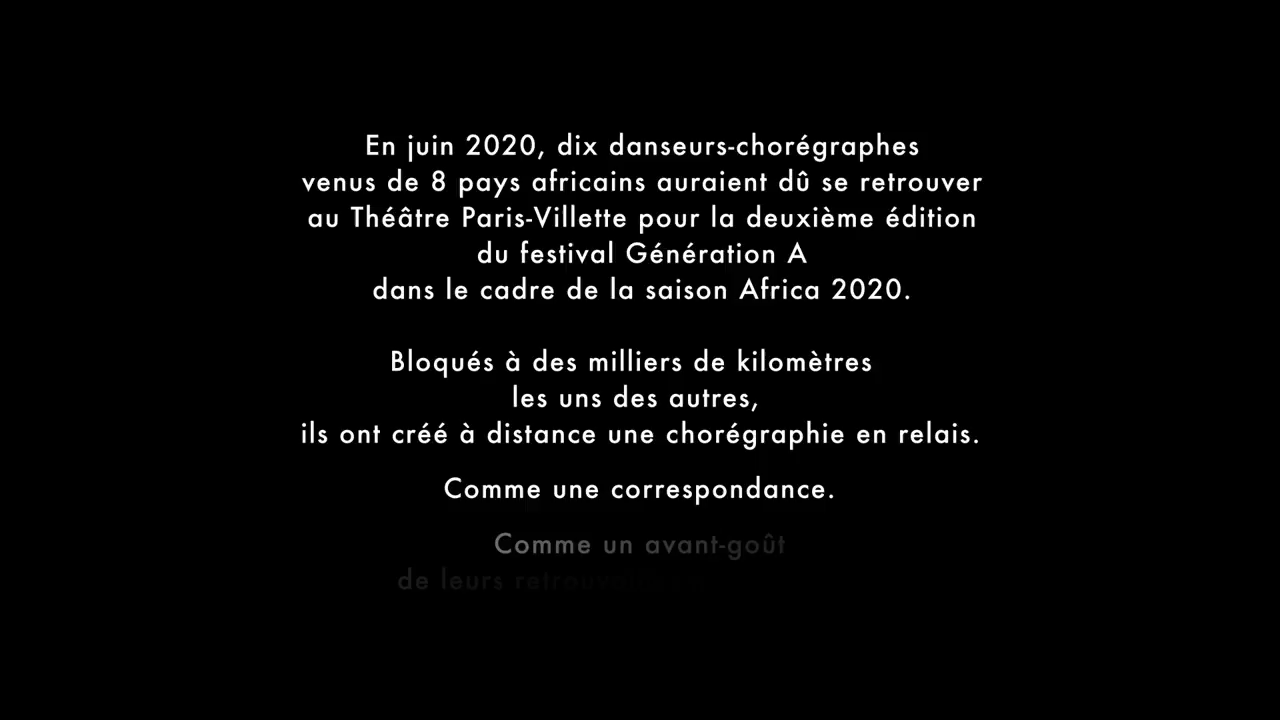 En juin 2020, dix danseurs-chorégraphes
venus de 8 pays africains auraient dû se retrouver
au Théâtre Paris-Villette pour la deuxième édition
du festival Génération A
dans le cadre de la saison Africa 2020.
Bloqués à des milliers de kilomètres
les uns des autres,
ils ont créé à distance une chorégraphie en relais.
Comme une correspondance.
Comme un avant-goût
de leurs